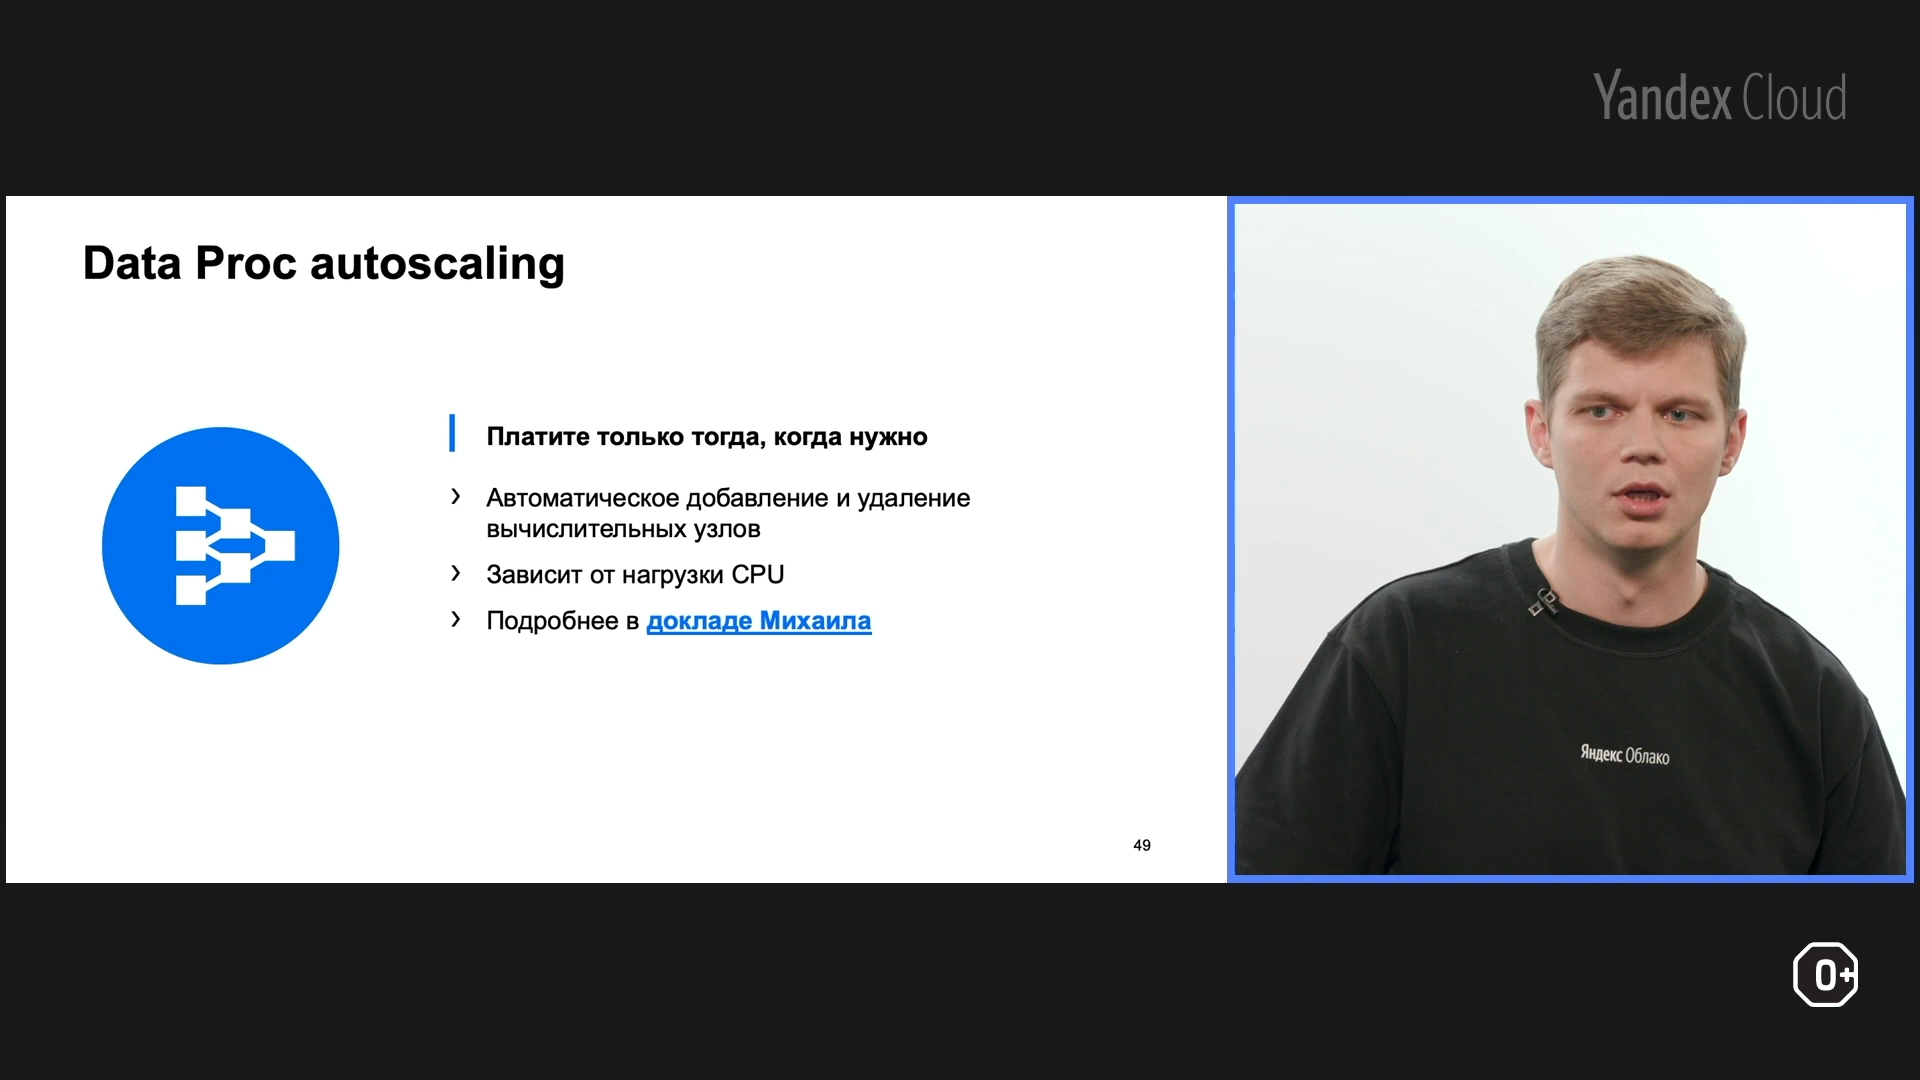 Yandex Cloud
Data Proc autoscaling
Платите только тогда, когда нужно
Автоматическое добавление и удаление
вычислительных узлов
Зависит от нагрузки CPU
Подробнее в докладе Михаила
49
Яндекс Облако
0+